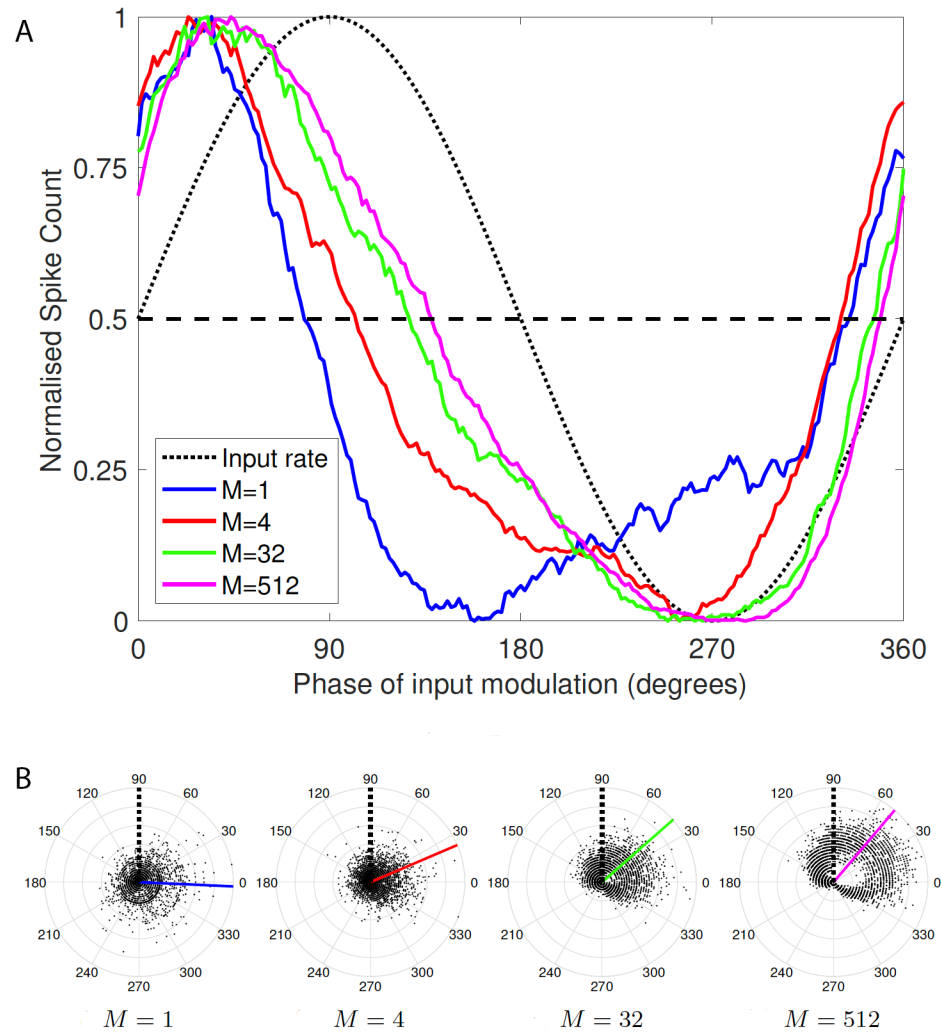 A
Normalised Spike Count
1
0.75
0.5
0.25
0
Input rate
M=1
M=4
M=32
M=512
0 90 180 270 360
Phase of input modulation (degrees)
B
90 90 90 90
120 60 120 60 120 60 120 60
150 30 150 30 150 30 150 30
180 0 180 0 180 0 180 0
210 330 210 330 210 330 210 330
240 300 240 300 240 300 240 300
270 270 270 270
M = 1 M = 4 M = 32 M = 512